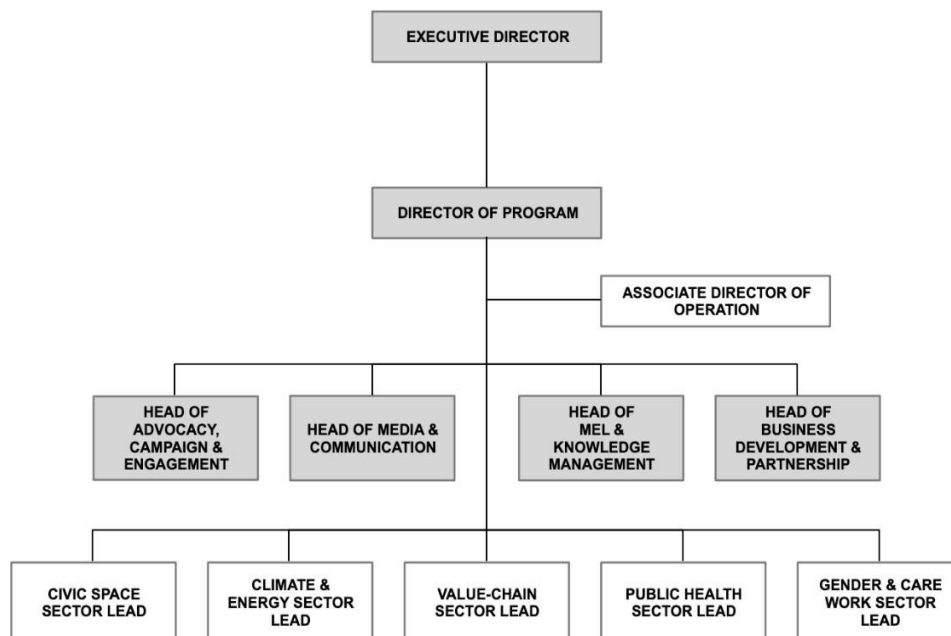 EXECUTIVE DIRECTOR
DIRECTOR OF PROGRAM
ASSOCIATE DIRECTOR OF
OPERATION
HEAD OF
ADVOCACY,
CAMPAIGN &
ENGAGEMENT
HEAD OF MEDIA &
COMMUNICATION
HEAD OF
MEL &
KNOWLEDGE
MANAGEMENT
HEAD OF
BUSINESS
DEVELOPMENT &
PARTNERSHIP
CIVIC SPACE
SECTOR LEAD
CLIMATE &
ENERGY SECTOR
LEAD
VALUE-CHAIN
SECTOR LEAD
PUBLIC HEALTH
SECTOR LEAD
GENDER & CARE
WORK SECTOR
LEAD